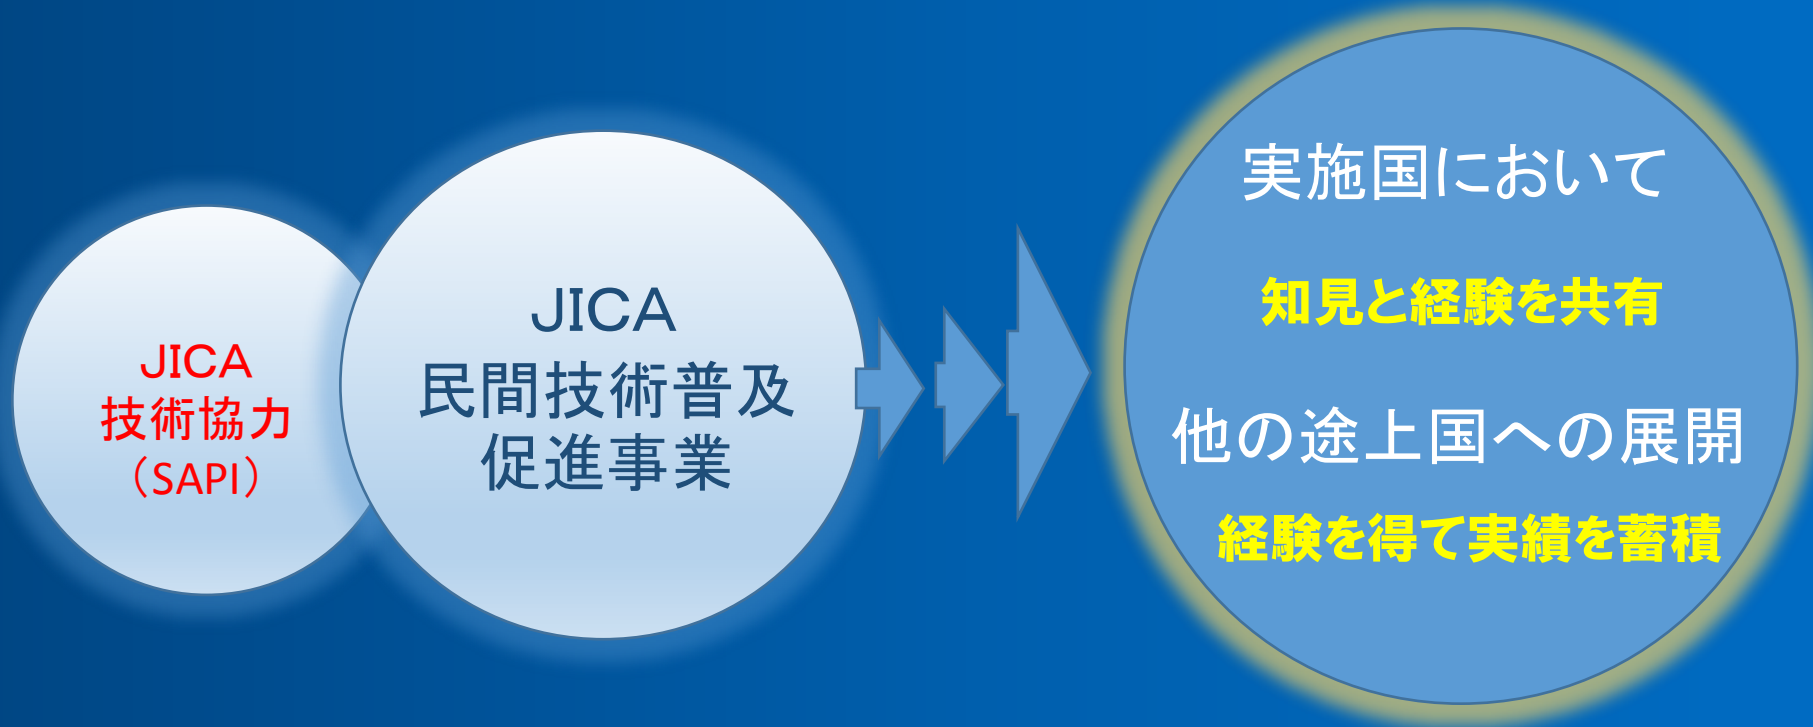 JICA
技術協力
（SAPI）
JICA
民間技術普及
促進事業
実施国において
知見と経験を共有
他の途上国への展開
経験を得て実績を蓄積